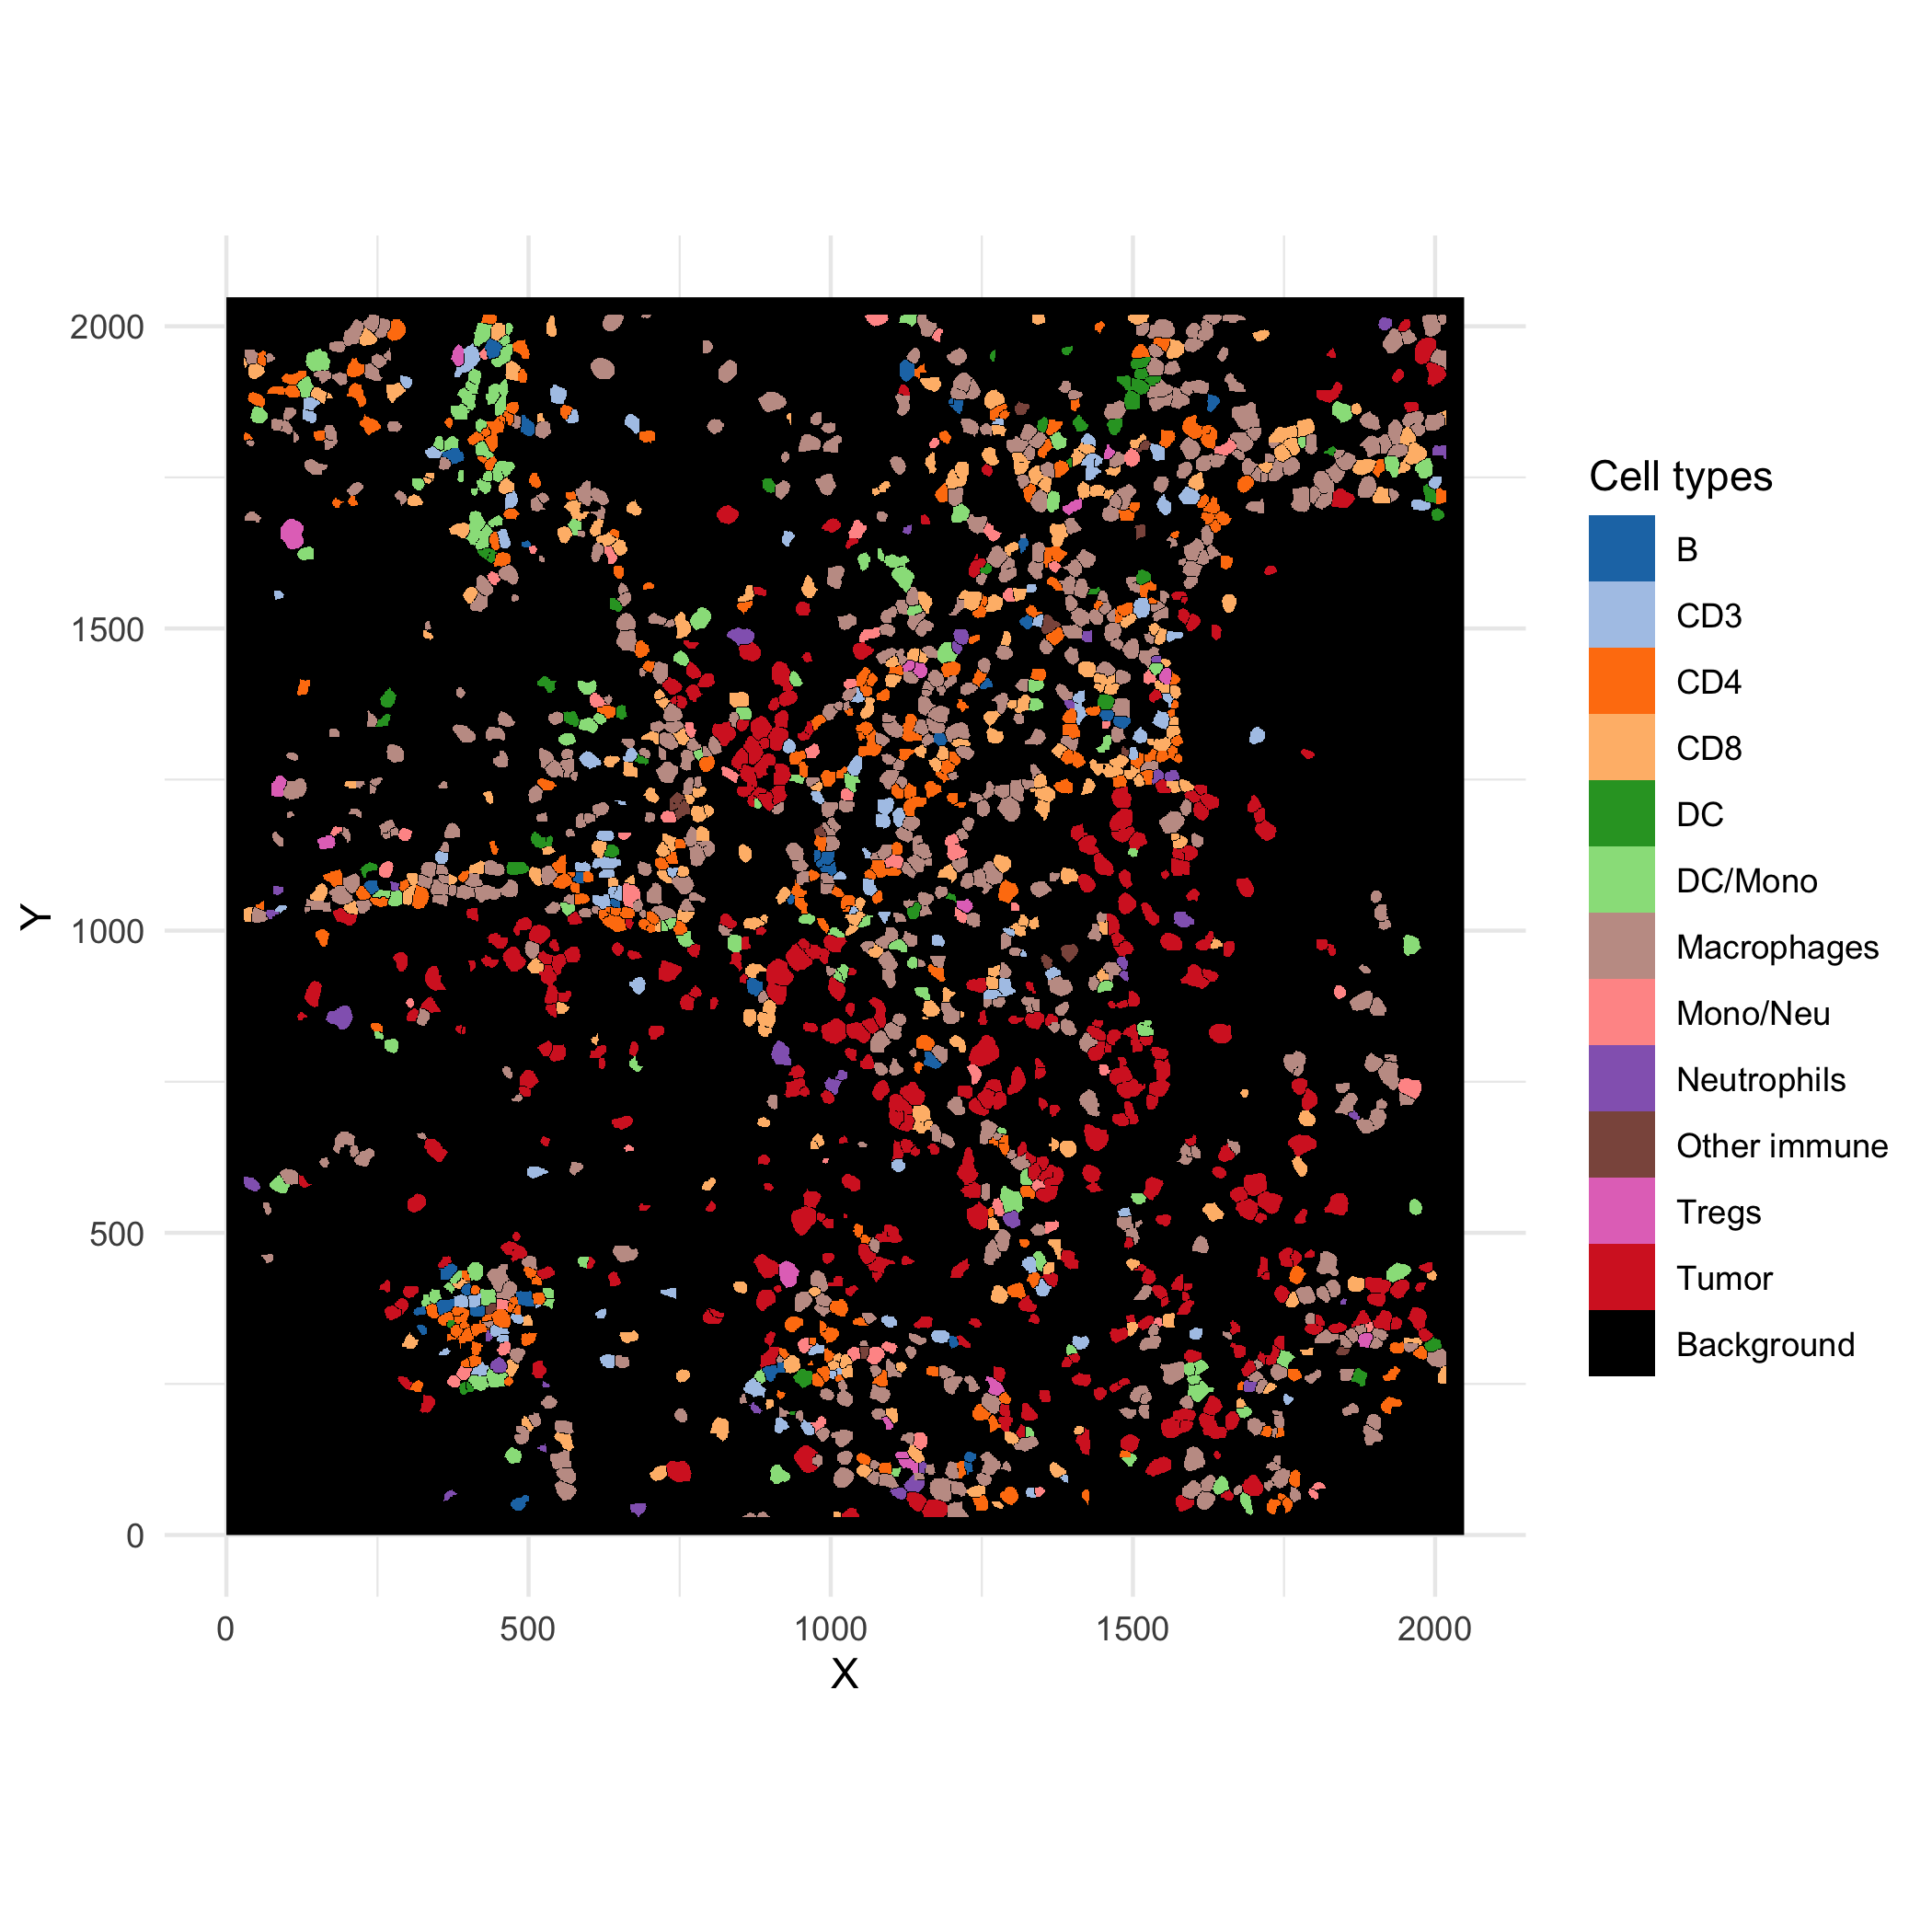 2000
1500
1000
500
0
Y
0 500 1000 1500 2000
X
Cell types
B
CD3
CD4
CD8
DC
DC/Mono
Macrophages
Mono/Neu
Neutrophils
Other immune
Tregs
Tumor
Background